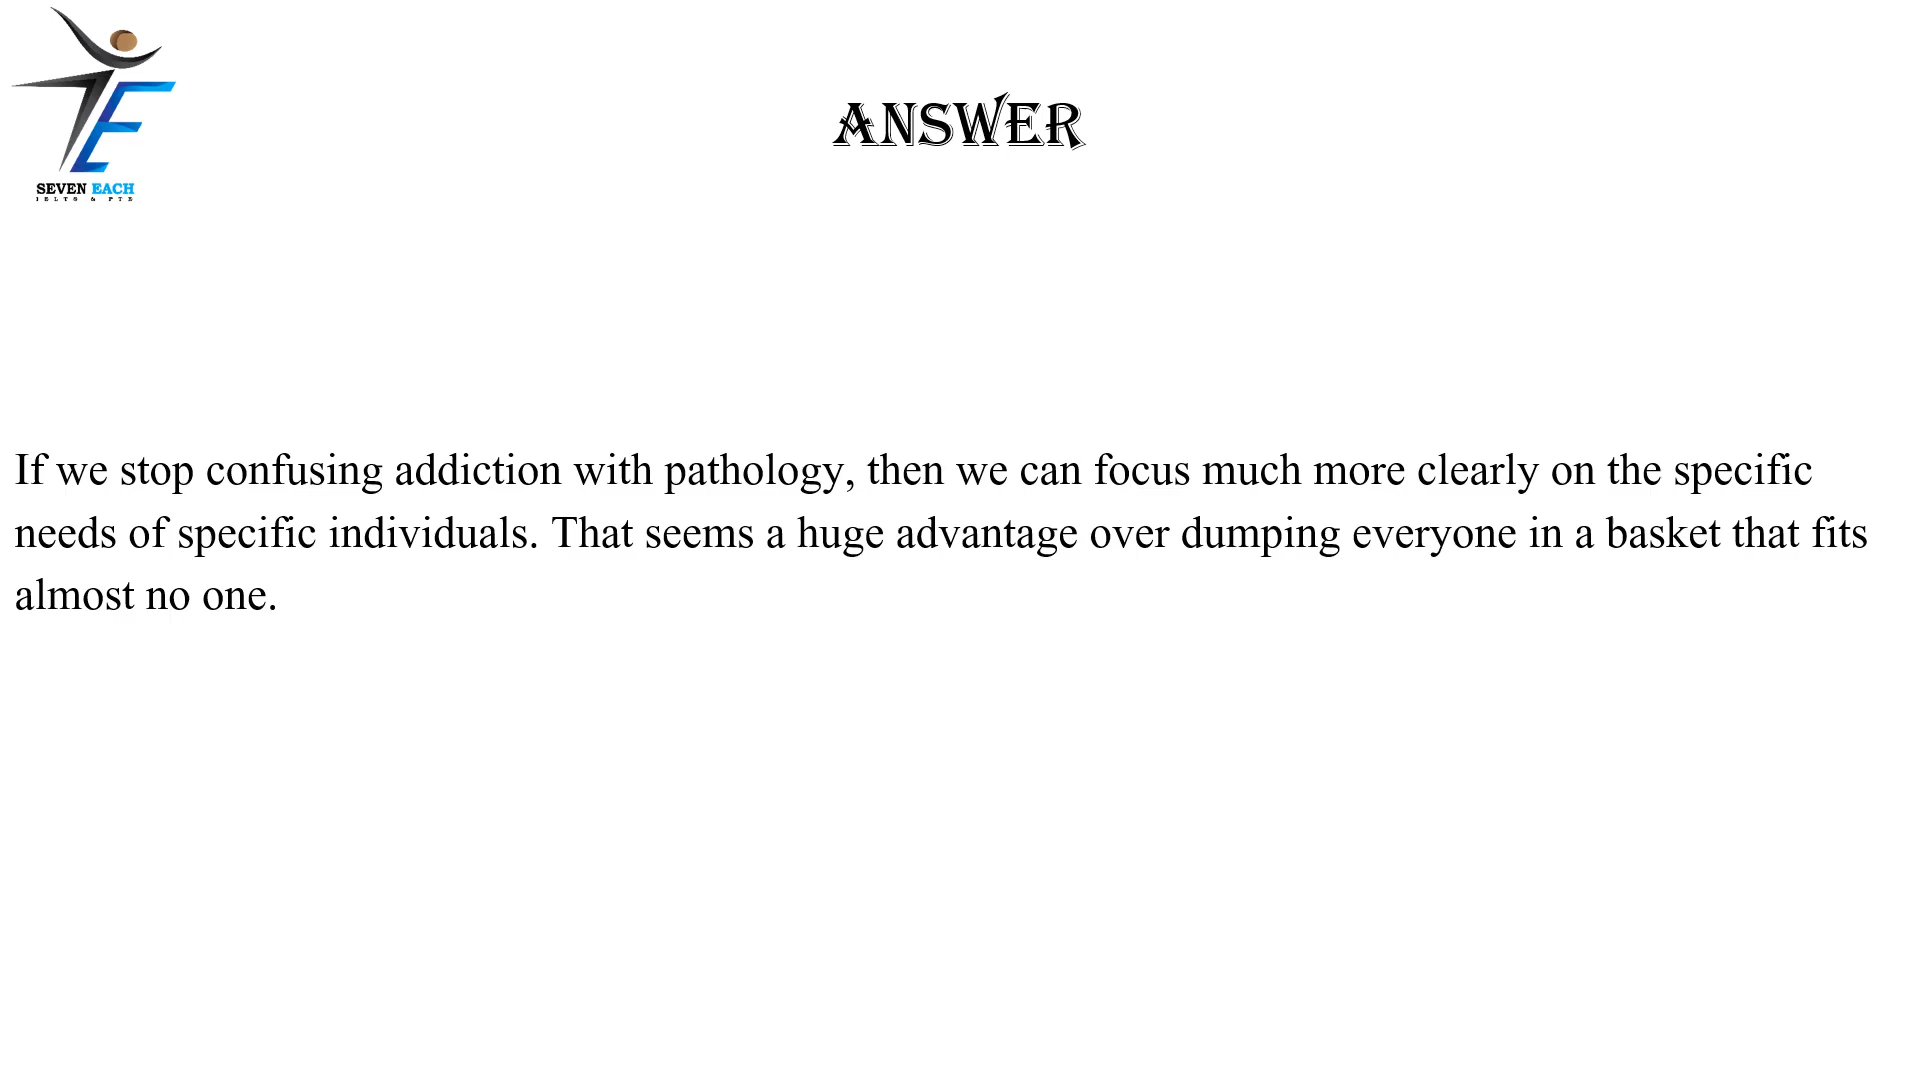 ANSWER
SEVEN EACH
IELTS & PTE
If we stop confusing addiction with pathology, then we can focus much more clearly on the specific
needs of specific individuals. That seems a huge advantage over dumping everyone in a basket that fits
almost no one.